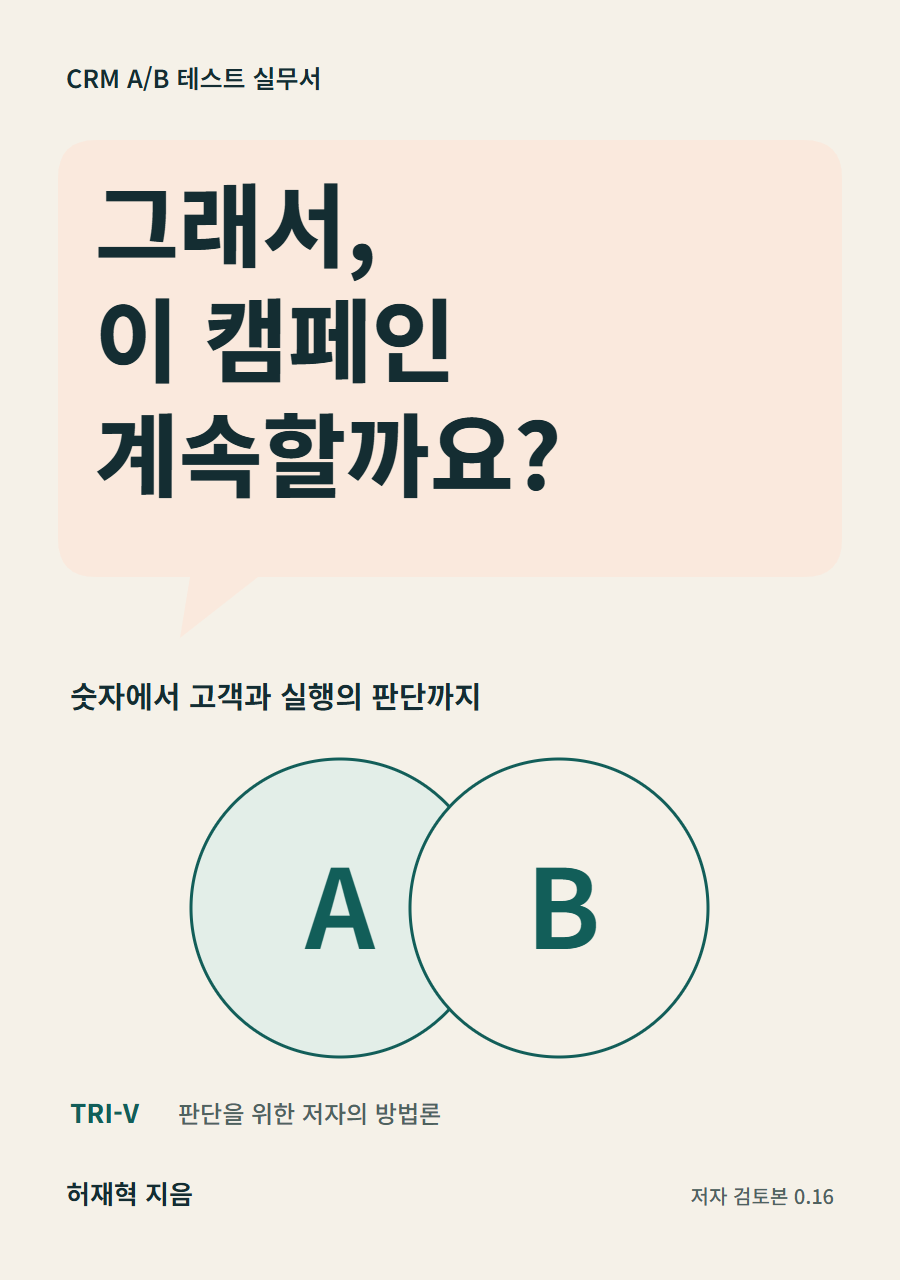 CRM A/B 테스트 실무서
그래서,
이 캠페인
계속할까요?
숫자에서 고객과 실행의 판단까지
A B
TRI-V 판단을 위한 저자의 방법론
허재혁 지음
저자 검토본 0.16